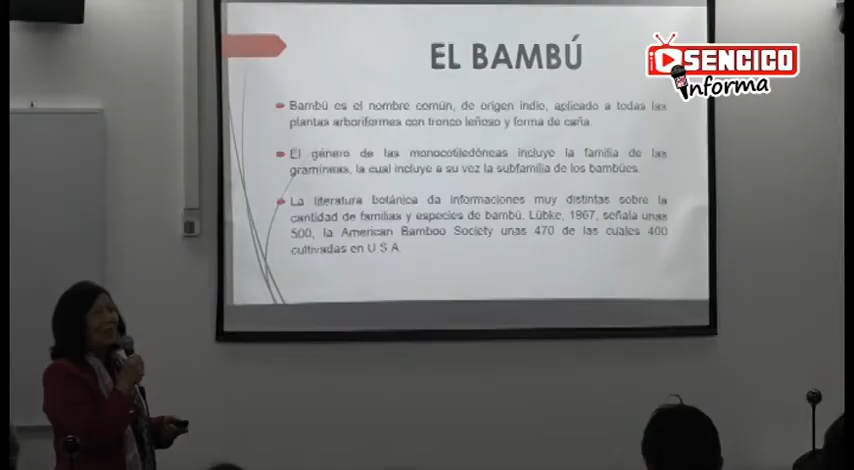 EL BAMBÚ
SENCICO
informa
Bambú es el nombre común, de origen indio, aplicado a todas las
plantas arboriformes con tronco leñoso y forma de caña.
El género de las monocotiledóneas incluye la familia de las
gramíneas, la cual incluye a su vez la subfamilia de los bambúes.
La literatura botánica da informaciones muy distintas sobre la
cantidad de familias y especies de bambú. Lübke, 1967, señala unas
500, la American Bamboo Society unas 470 de las cuales 400
cultivadas en U.S.A.